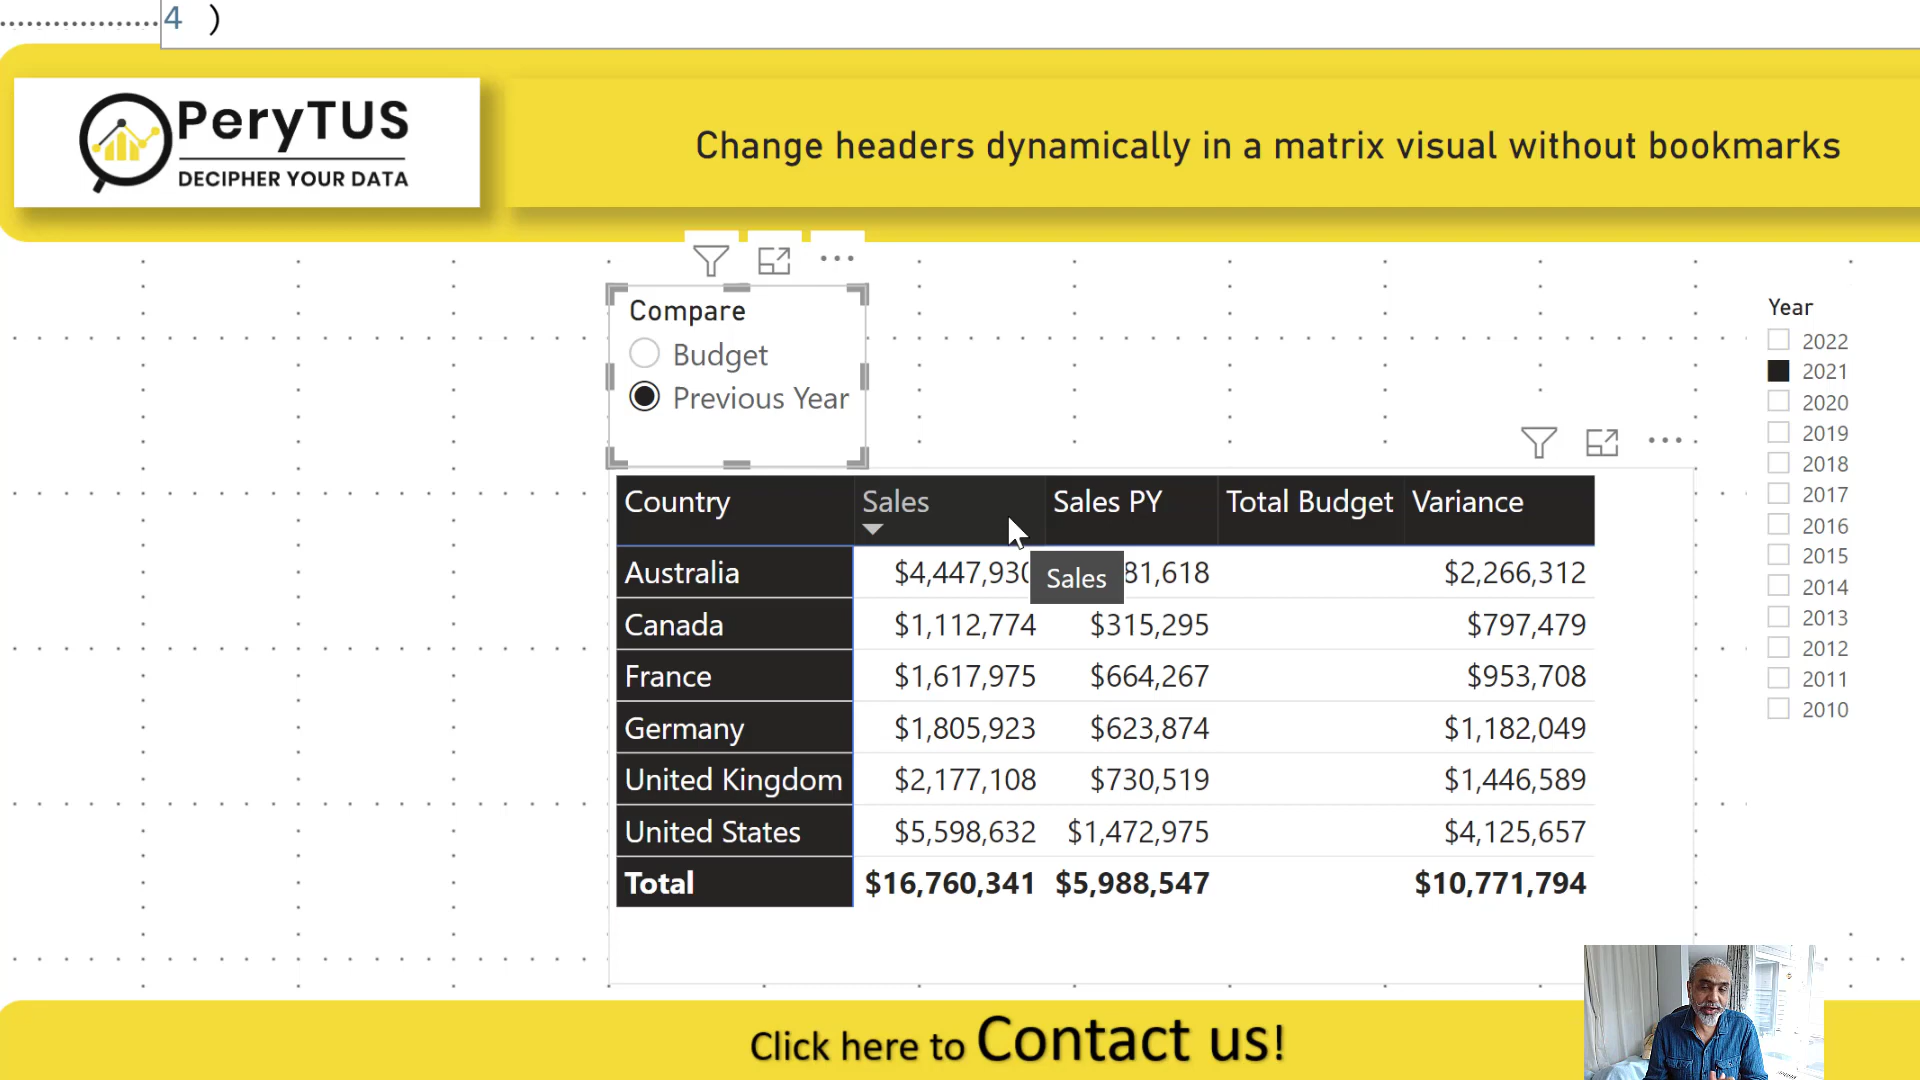 4 )
PeryTUS
DECIPHER YOUR DATA
Change headers dynamically in a matrix visual without bookmarks
Compare
Budget
Previous Year
Year
2022
2021
2020
2019
2018
2017
2016
2015
2014
2013
2012
2011
2010
Country Sales Sales PY Total Budget Variance
Australia $4,447,930 81,618 $2,266,312
Sales
Canada $1,112,774 $315,295 $797,479
France $1,617,975 $664,267 $953,708
Germany $1,805,923 $623,874 $1,182,049
United Kingdom $2,177,108 $730,519 $1,446,589
United States $5,598,632 $1,472,975 $4,125,657
Total $16,760,341 $5,988,547 $10,771,794
Click here to Contact us!